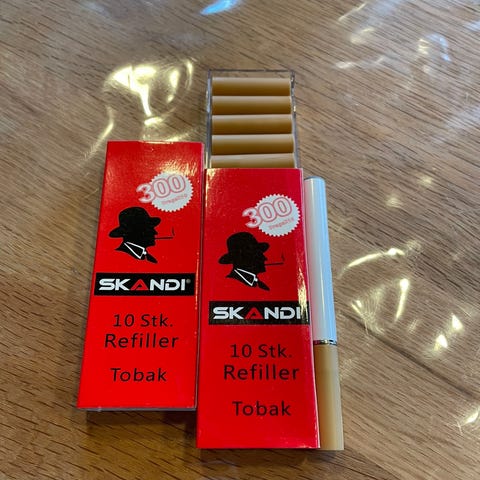 300
SKANDI®
10 Stk.
Refiller
Tobak
300
SKANDI
10 Stk.
Refiller
Tobak